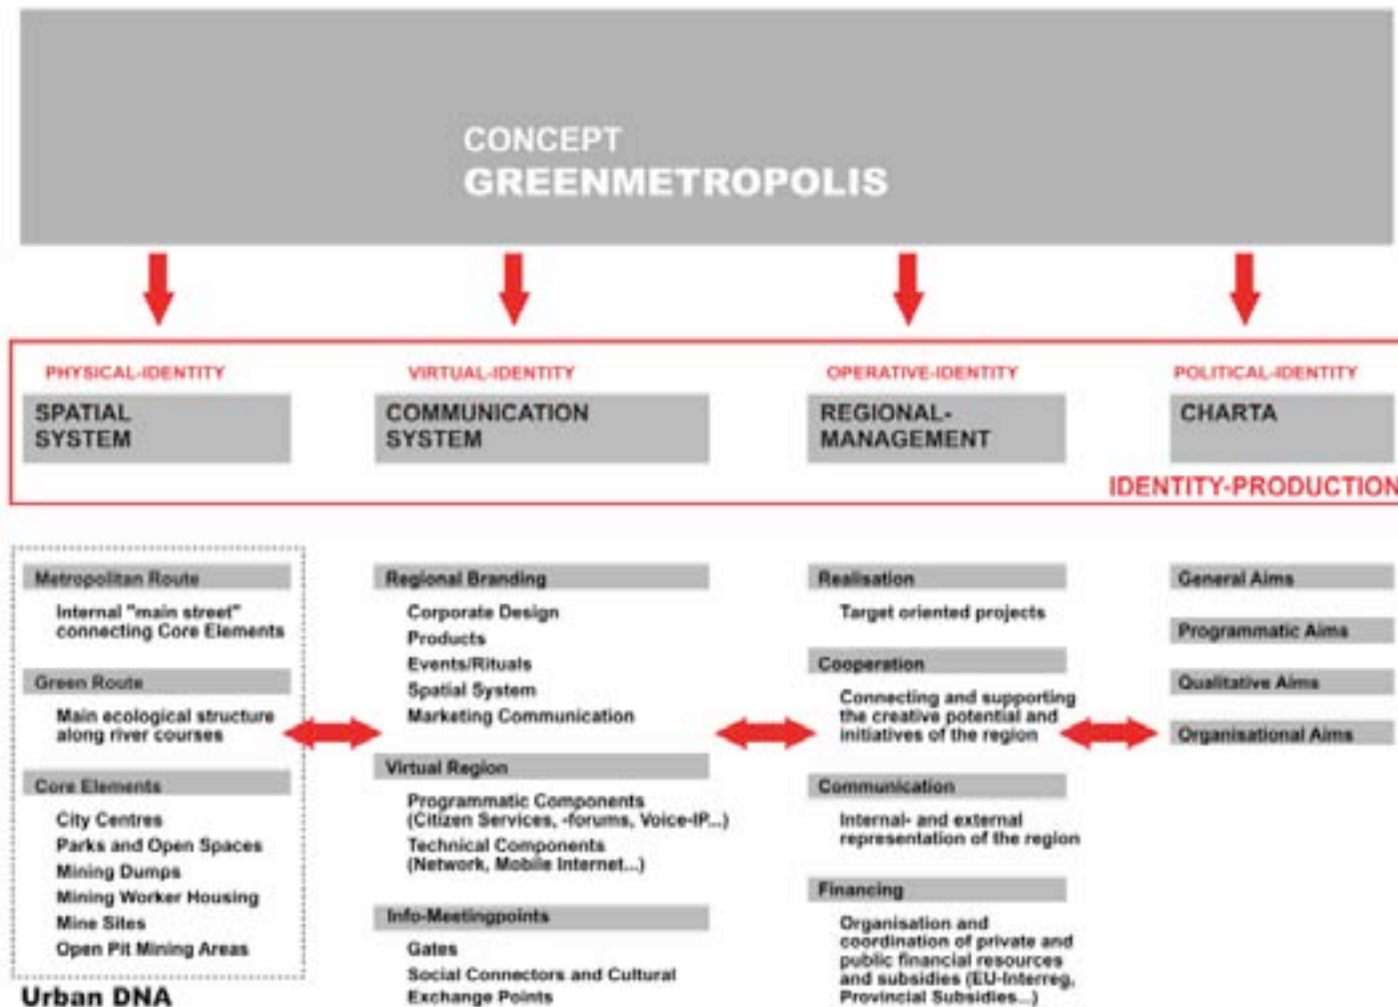 CONCEPT
GREENMETROPOLIS
PHYSICAL-IDENTITY
SPATIAL
SYSTEM
VIRTUAL-IDENTITY
COMMUNICATION
SYSTEM
OPERATIVE-IDENTITY
REGIONAL-
MANAGEMENT
POLITICAL-IDENTITY
CHARTA
IDENTITY-PRODUCTION
Metropolitan Route
Internal "main street"
connecting Core Elements
Green Route
Main ecological structure
along river courses
Core Elements
City Centres
Parks and Open Spaces
Mining Dumps
Mining Worker Housing
Mine Sites
Open Pit Mining Areas
Urban DNA
Regional Branding
Corporate Design
Products
Events/Rituals
Spatial System
Marketing Communication
Virtual Region
Programmatic Components
(Citizen Services, -forums, Voice-IP...)
Technical Components
(Network, Mobile Internet...)
Info-Meetingpoints
Gates
Social Connectors and Cultural
Exchange Points
Realisation
Target oriented projects
Cooperation
Connecting and supporting
the creative potential and
initiatives of the region
Communication
Internal- and external
representation of the region
Financing
Organisation and
coordination of private and
public financial resources
and subsidies (EU-Interreg,
Provincial Subsidies...)
General Aims
Programmatic Aims
Qualitative Aims
Organisational Aims